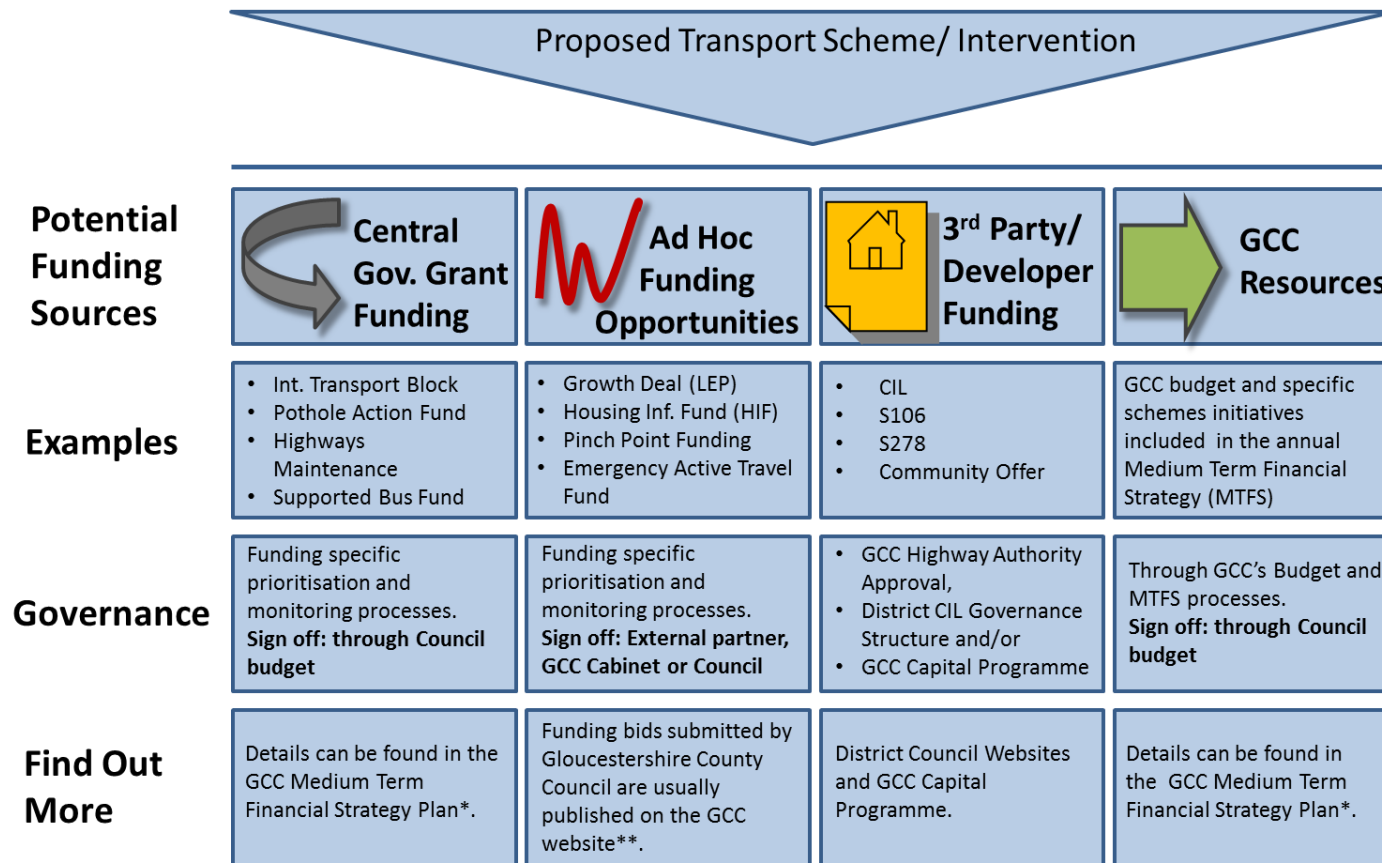 Proposed Transport Scheme/ Intervention
Potential
Funding
Sources
Central
Gov. Grant
Funding
Ad Hoc
Funding
Opportunities
3rd Party/
Developer
Funding
GCC
Resources
Examples
• Int. Transport Block
• Pothole Action Fund
• Highways
Maintenance
• Supported Bus Fund
• Growth Deal (LEP)
• Housing Inf. Fund (HIF)
• Pinch Point Funding
• Emergency Active Travel
Fund
• CIL
• S106
• S278
• Community Offer
GCC budget and specific
schemes initiatives
included in the annual
Medium Term Financial
Strategy (MTFS)
Governance
Funding specific
prioritisation and
monitoring processes.
Sign off: through Council
budget
Funding specific
prioritisation and
monitoring processes.
Sign off: External partner,
GCC Cabinet or Council
• GCC Highway Authority
Approval,
• District CIL Governance
Structure and/or
• GCC Capital Programme
Through GCC's Budget and
MTFS processes.
Sign off: through Council
budget
Find Out
More
Details can be found in the
GCC Medium Term
Financial Strategy Plan*.
Funding bids submitted by
Gloucestershire County
Council are usually
published on the GCC
website**.
District Council Websites
and GCC Capital
Programme.
Details can be found in
the GCC Medium Term
Financial Strategy Plan*.